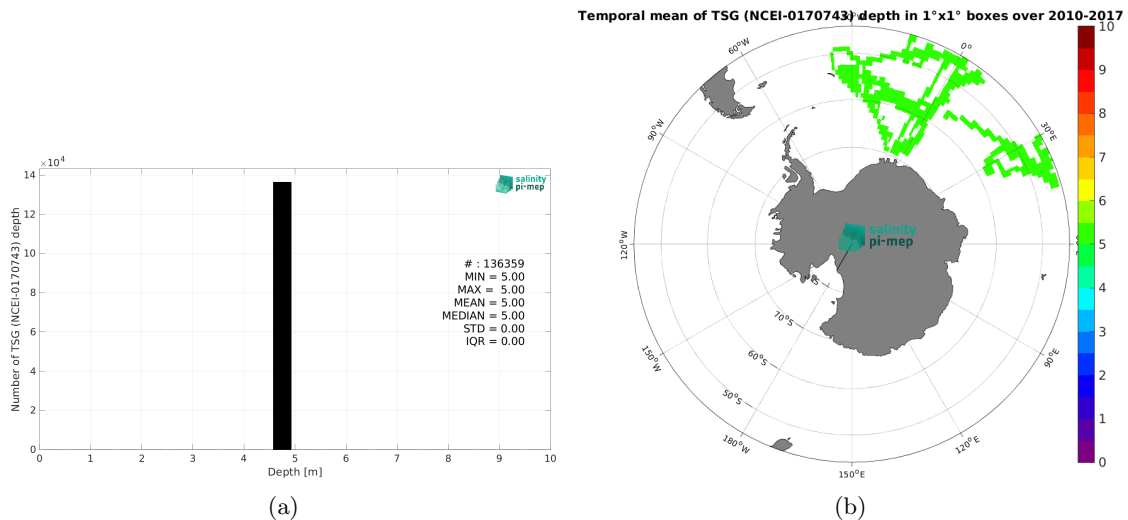 Temporal mean of TSG (NCEI-0170743) depth in 1°x1° boxes over 2010-2017
×10⁴
14
12
10
8
6
4
2
0
Number of TSG (NCEI-0170743) depth
0 1 2 3 4 5 6 7 8 9 10
Depth [m]
salinity
pi-mep
# : 136359
MIN = 5.00
MAX = 5.00
MEAN = 5.00
MEDIAN = 5.00
STD = 0.00
IQR = 0.00
(a)
60°W
0°
30°E
90°W
120°W
150°W
180°W
150°E
120°E
90°E
70°S
60°S
50°S
salinity
pi-mep
10
9
8
7
6
5
4
3
2
1
0
(b)